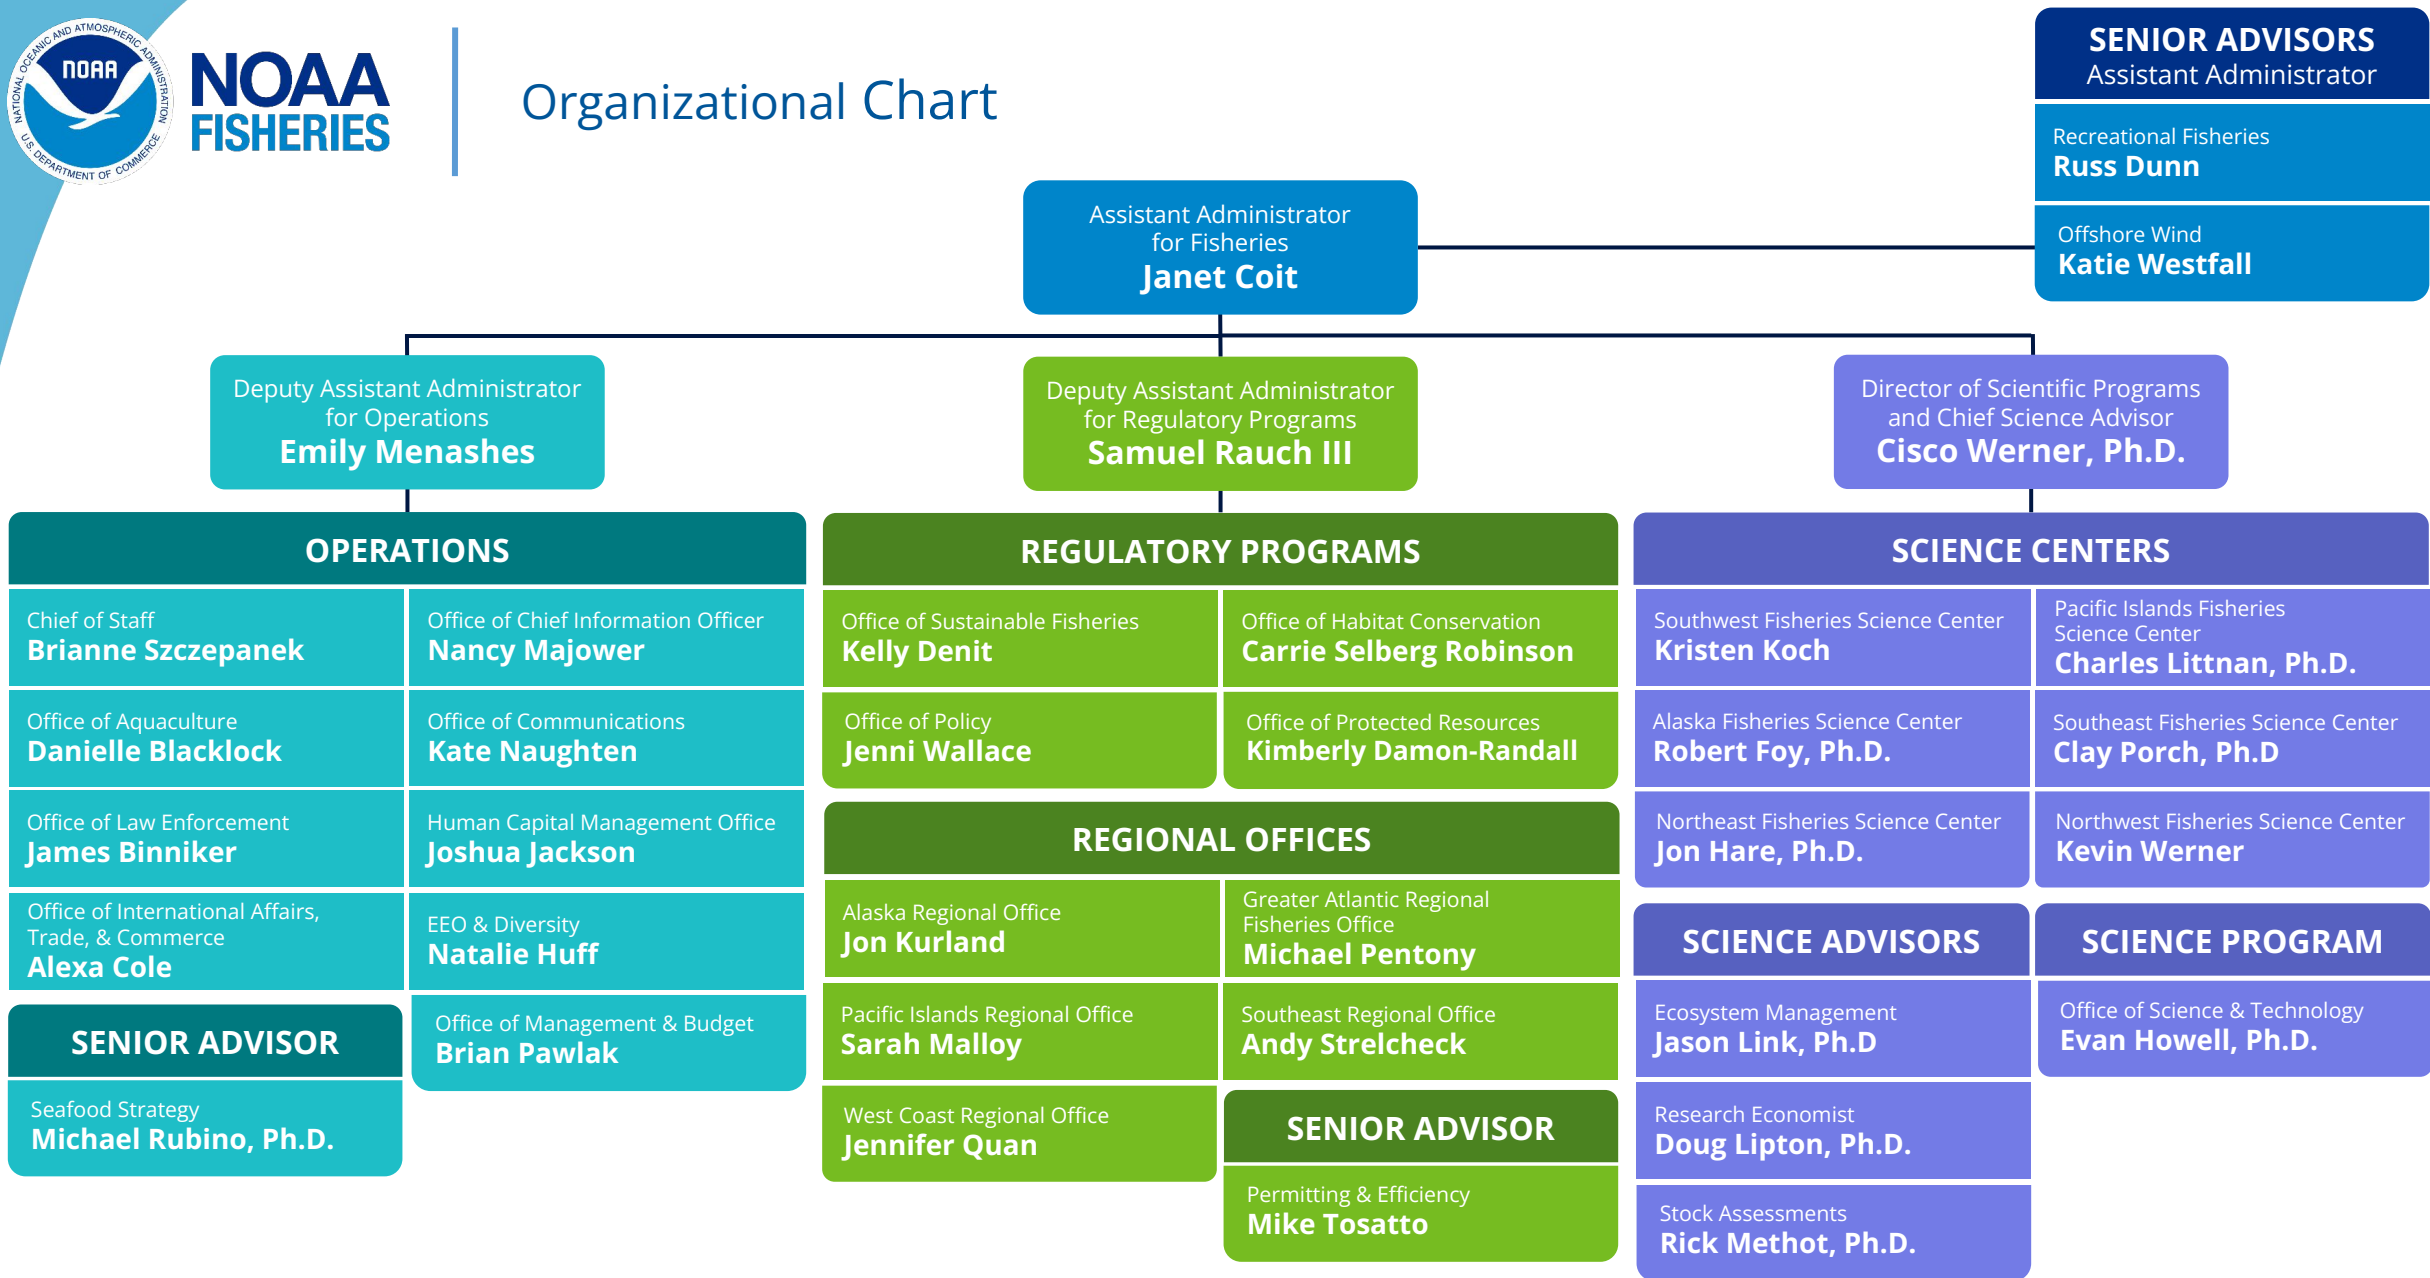 NATIONAL OCEANIC AND ATMOSPHERIC ADMINISTRATION
U.S. DEPARTMENT OF COMMERCE
NOAA
NOAA
FISHERIES
Organizational Chart
SENIOR ADVISORS
Assistant Administrator
Recreational Fisheries
Russ Dunn
Offshore Wind
Katie Westfall
Assistant Administrator
for Fisheries
Janet Coit
Deputy Assistant Administrator
for Operations
Emily Menashes
Deputy Assistant Administrator
for Regulatory Programs
Samuel Rauch III
Director of Scientific Programs
and Chief Science Advisor
Cisco Werner, Ph.D.
OPERATIONS
Chief of Staff
Brianne Szczepanek
Office of Chief Information Officer
Nancy Majower
Office of Aquaculture
Danielle Blacklock
Office of Communications
Kate Naughten
Office of Law Enforcement
James Binniker
Human Capital Management Office
Joshua Jackson
Office of International Affairs,
Trade, & Commerce
Alexa Cole
EEO & Diversity
Natalie Huff
Office of Management & Budget
Brian Pawlak
SENIOR ADVISOR
Seafood Strategy
Michael Rubino, Ph.D.
REGULATORY PROGRAMS
Office of Sustainable Fisheries
Kelly Denit
Office of Habitat Conservation
Carrie Selberg Robinson
Office of Policy
Jenni Wallace
Office of Protected Resources
Kimberly Damon-Randall
REGIONAL OFFICES
Alaska Regional Office
Jon Kurland
Greater Atlantic Regional
Fisheries Office
Michael Pentony
Pacific Islands Regional Office
Sarah Malloy
Southeast Regional Office
Andy Strelcheck
West Coast Regional Office
Jennifer Quan
SENIOR ADVISOR
Permitting & Efficiency
Mike Tosatto
SCIENCE CENTERS
Southwest Fisheries Science Center
Kristen Koch
Pacific Islands Fisheries
Science Center
Charles Littnan, Ph.D.
Alaska Fisheries Science Center
Robert Foy, Ph.D.
Southeast Fisheries Science Center
Clay Porch, Ph.D
Northeast Fisheries Science Center
Jon Hare, Ph.D.
Northwest Fisheries Science Center
Kevin Werner
SCIENCE ADVISORS
Ecosystem Management
Jason Link, Ph.D
Research Economist
Doug Lipton, Ph.D.
Stock Assessments
Rick Methot, Ph.D.
SCIENCE PROGRAM
Office of Science & Technology
Evan Howell, Ph.D.